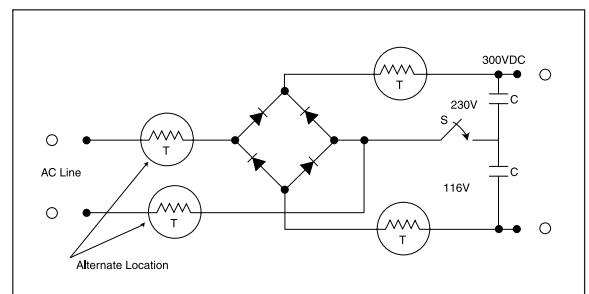 300VDC
T
C
230V
S
T
AC Line
C
116V
T
T
Alternate Location